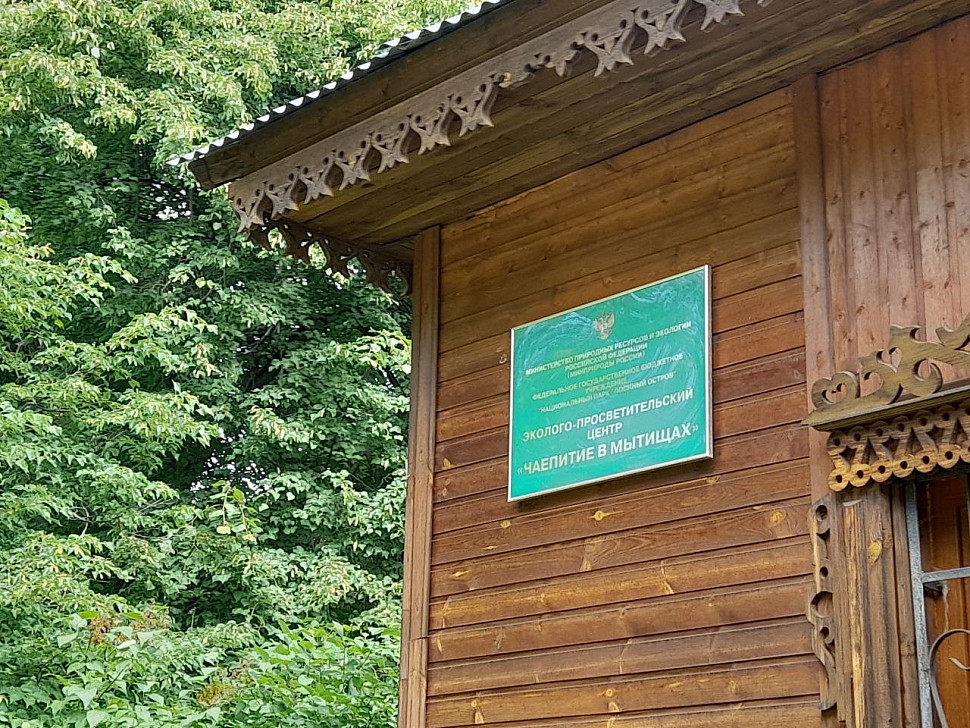 МИНИСТЕРСТВО ПРИРОДНЫХ РЕСУРСОВ И ЭКОЛОГИИ
РОССИЙСКОЙ ФЕДЕРАЦИИ
(МИНПРИРОДЫ РОССИИ)
ФЕДЕРАЛЬНОЕ ГОСУДАРСТВЕННОЕ БЮДЖЕТНОЕ
УЧРЕЖДЕНИЕ
"НАЦИОНАЛЬНЫЙ ПАРК "ЛОСИНЫЙ ОСТРОВ"
ЭКОЛОГО-ПРОСВЕТИТЕЛЬСКИЙ
ЦЕНТР
«ЧАЕПИТИЕ В МЫТИЩАХ»